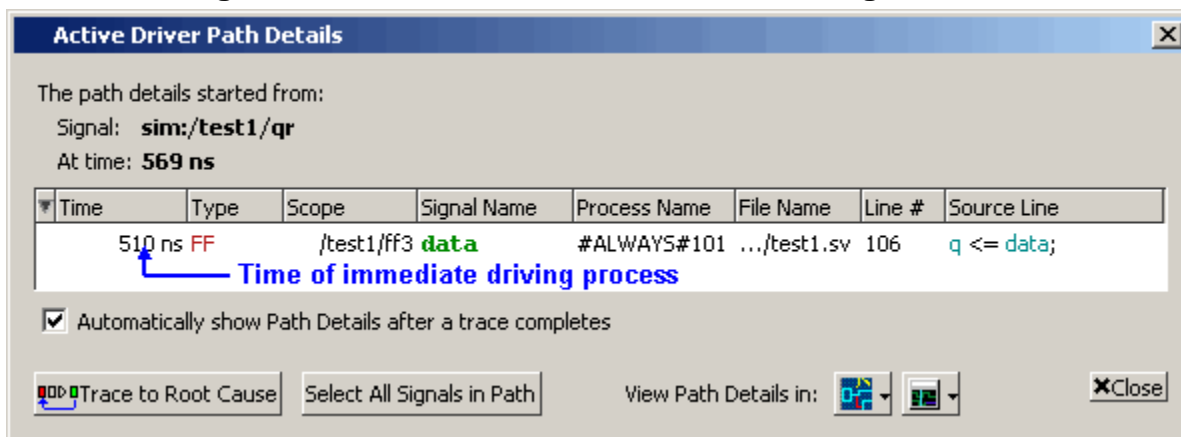 Active Driver Path Details
The path details started from:
Signal: sim:/test1/qr
At time: 569 ns
Time Type Scope Signal Name Process Name File Name Line # Source Line
510 ns FF /test1/ff3 data #ALWAYS#101 .../test1.sv 106 q <= data;
Time of immediate driving process
Automatically show Path Details after a trace completes
Trace to Root Cause Select All Signals in Path View Path Details in: Close